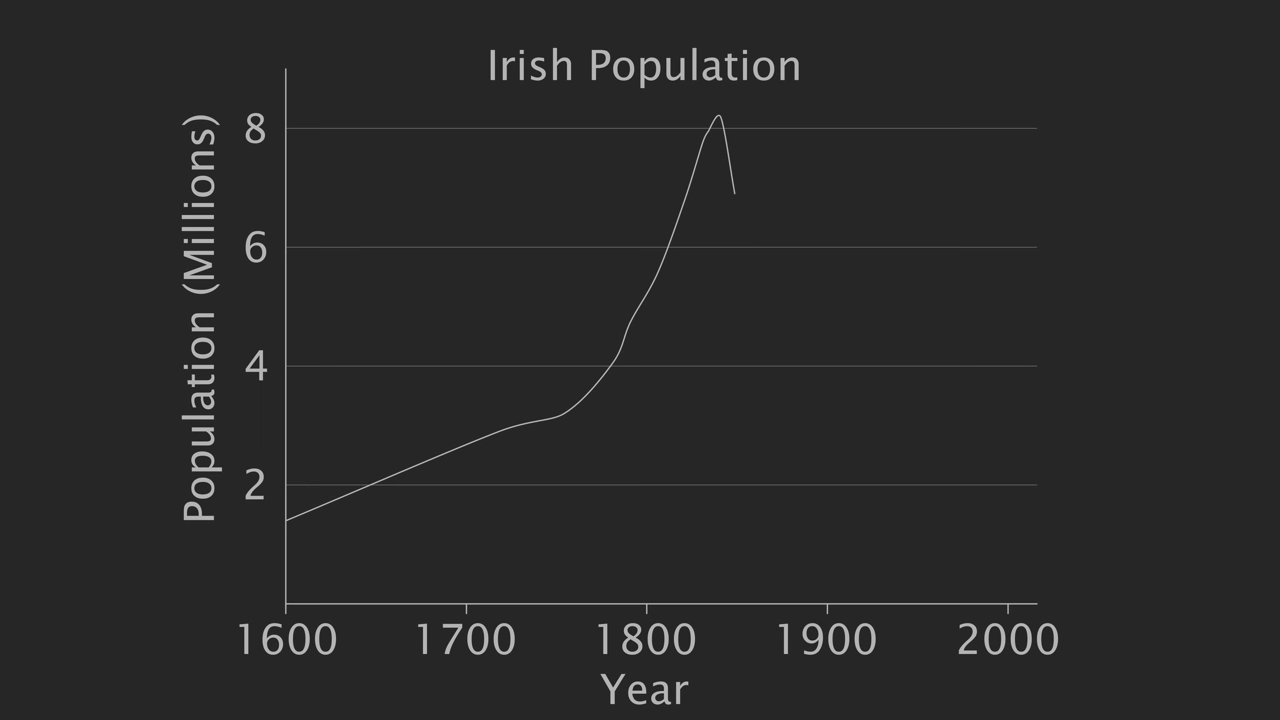 Irish Population
Population (Millions)
8
6
4
2
1600 1700 1800 1900 2000
Year